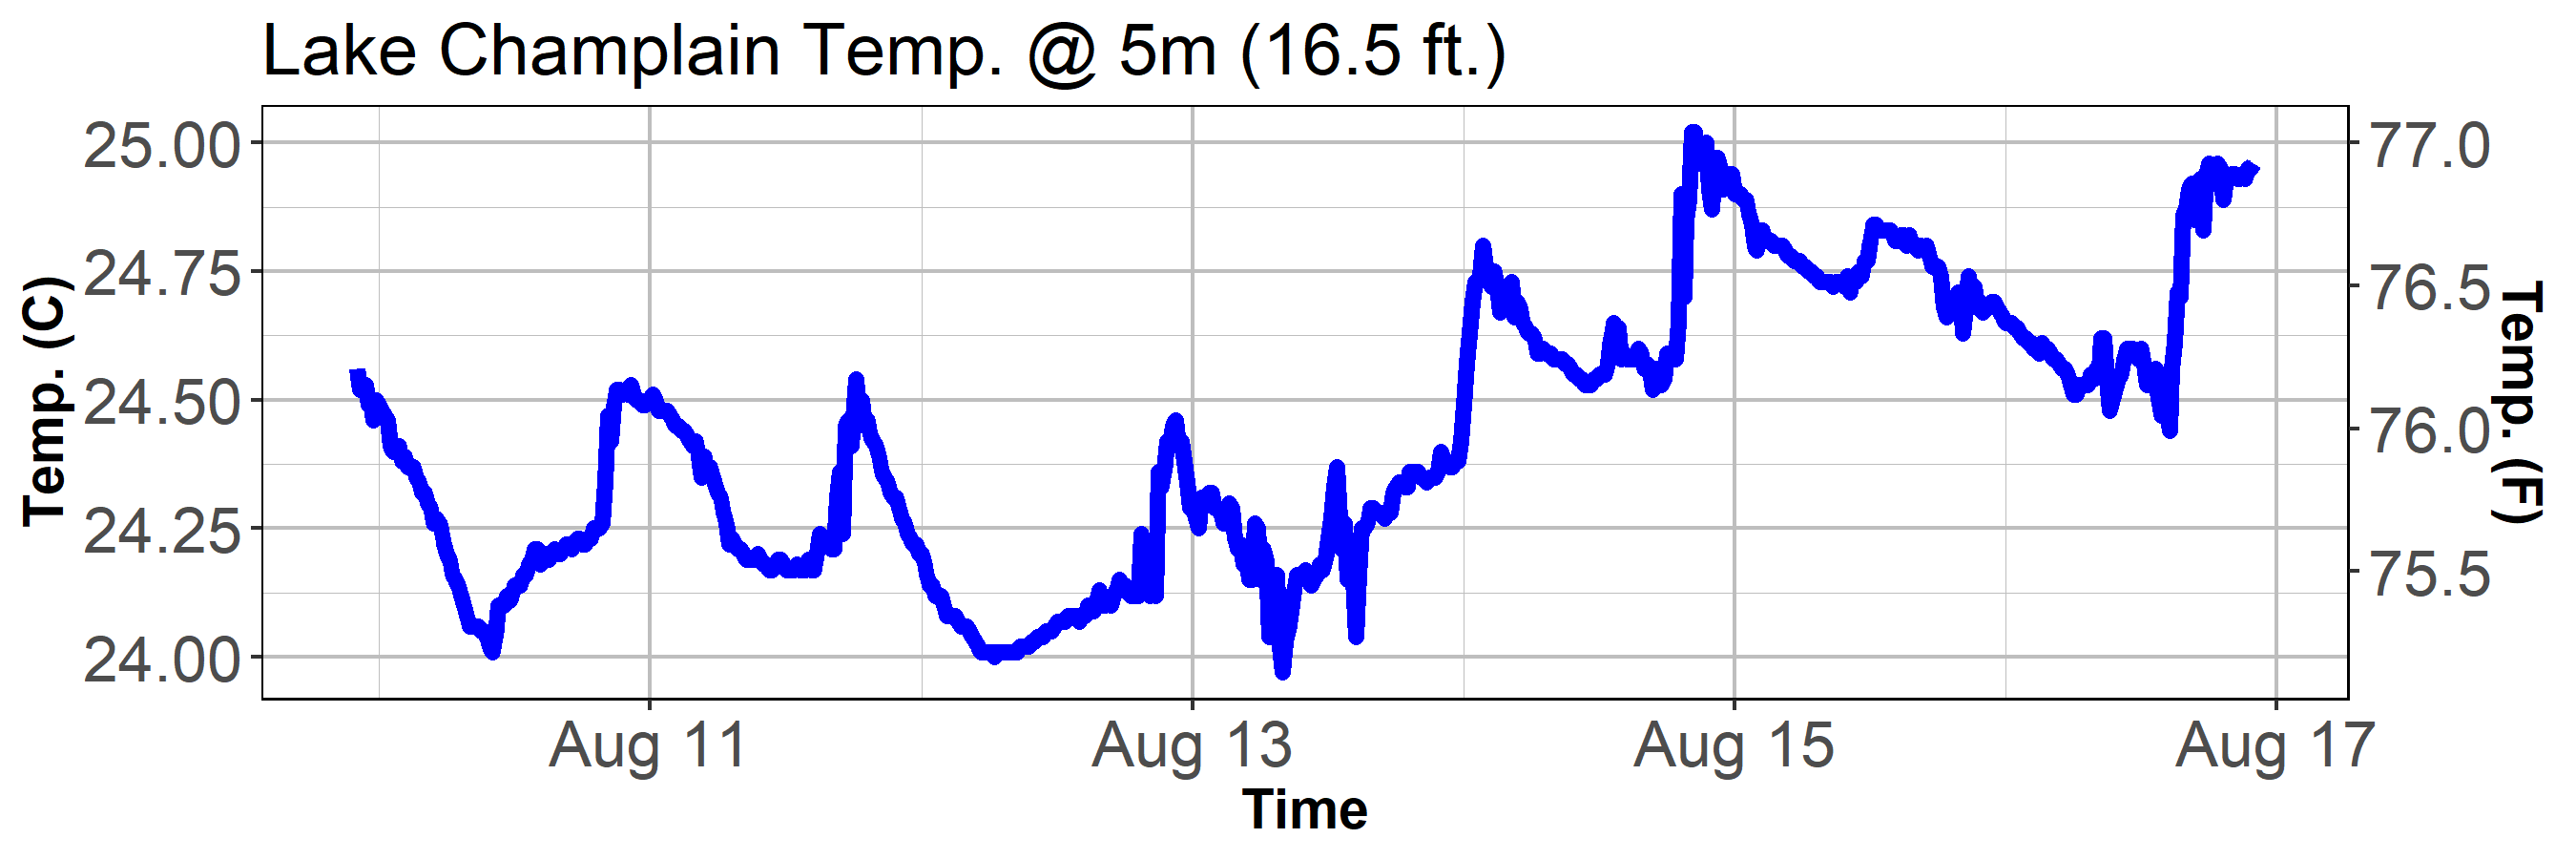 Lake Champlain Temp. @ 5m (16.5 ft.)
Temp. (C)
25.00
24.75
24.50
24.25
24.00
77.0
76.5
76.0
75.5
Temp. (F)
Aug 11
Aug 13
Aug 15
Aug 17
Time